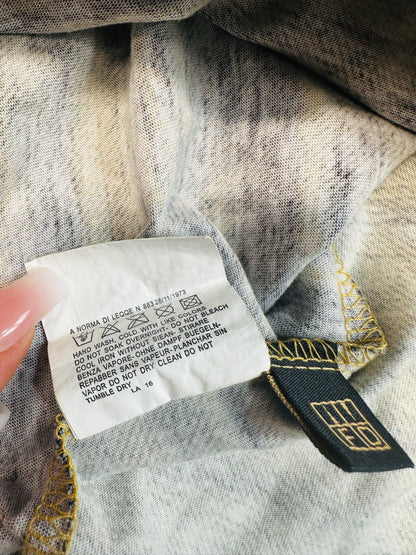 A NORMA DI LEGGE N 883 26/11/1973
HAND WASH, COLD WITH LIKE COLORS
DO NOT SOAK OVERNIGHT- DO NOT BLEACH
COOL IRON WITHOUT STEAM- STIRARE
SENZA VAPORE- OHNE DAMPF BUEGELN-
REPABBER SANS VAPEUR- PLANCHAR SIN
VAPOR DO NOT DRY CLEAN DO NOT
TUMBLE DRY
LA 16